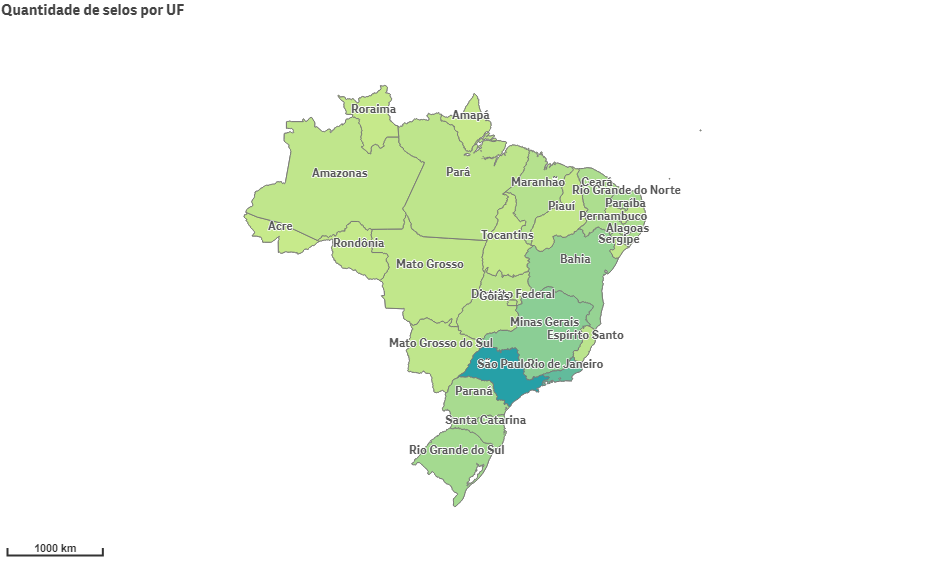 Quantidade de selos por UF
Roraima
Amapá
Amazonas
Pará
Maranhão
Ceará
Rio Grande do Norte
Paraíba
Piauí
Pernambuco
Acre
Alagoas
Tocantins
Sergipe
Rondônia
Bahia
Mato Grosso
Distrito Federal
Goiás
Minas Gerais
Espírito Santo
Mato Grosso do Sul
São Paulo
Rio de Janeiro
Paraná
Santa Catarina
Rio Grande do Sul
1000 km